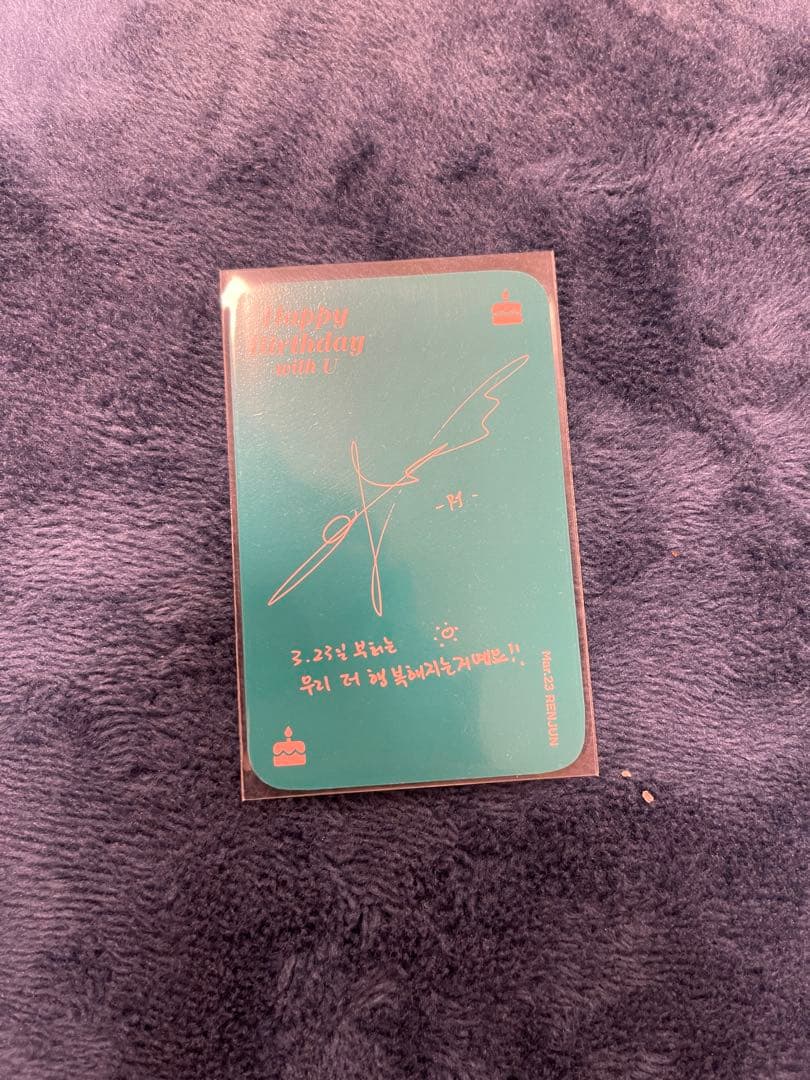 Happy
Birthday
with U
3.23일 부터는
우리 더 행복해지는거예요!!
Mar.23 RENJUN